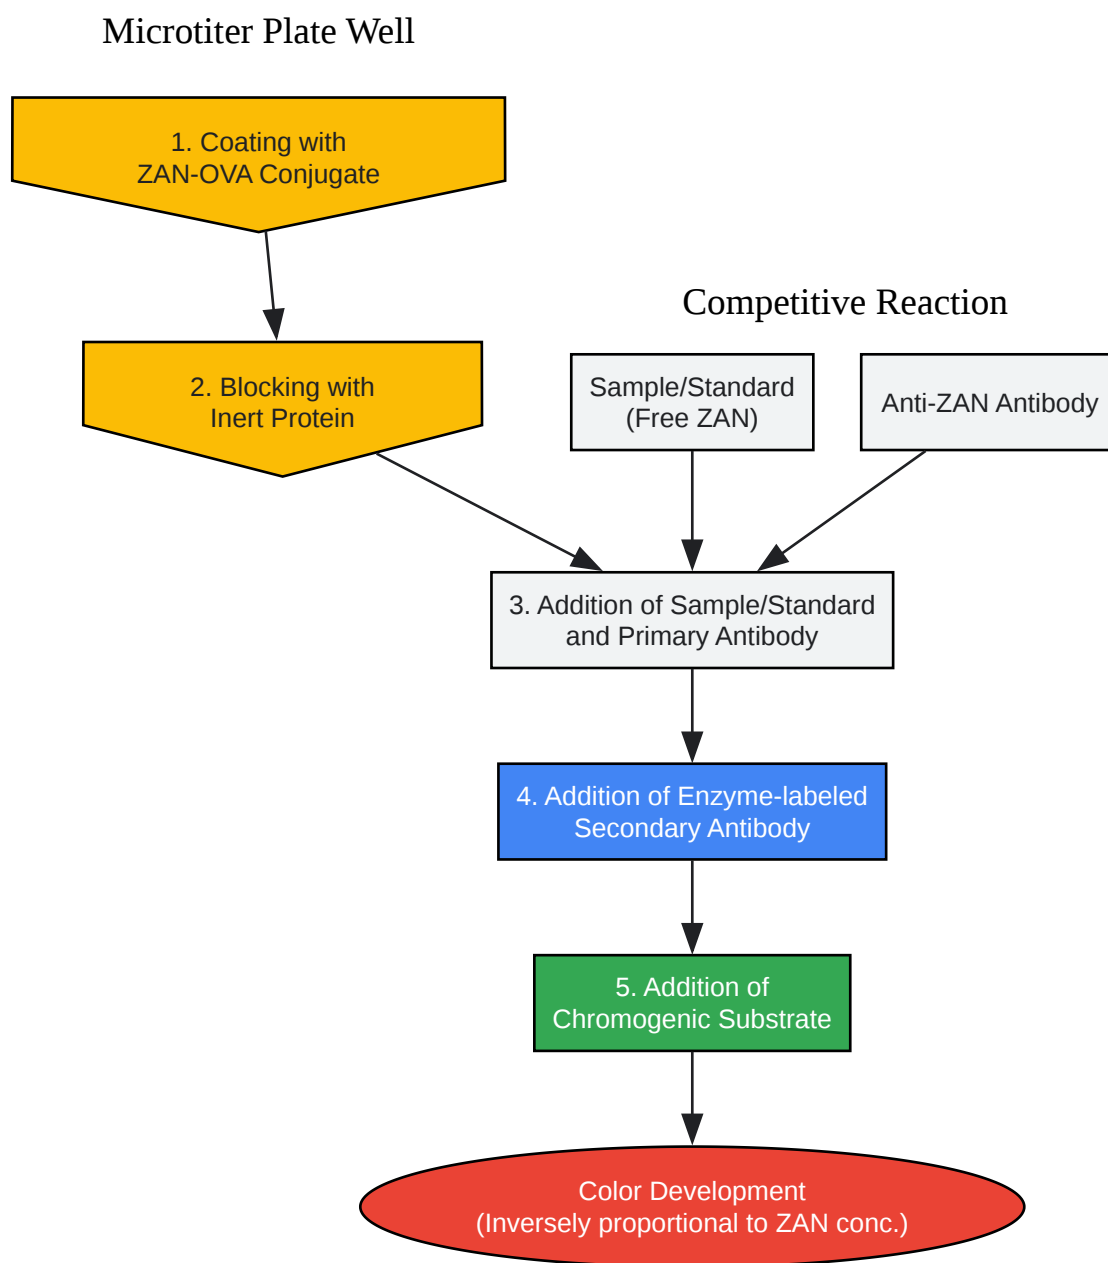 Microtiter Plate Well
1. Coating with
ZAN-OVA Conjugate
Competitive Reaction
2. Blocking with
Inert Protein
Sample/Standard
(Free ZAN)
Anti-ZAN Antibody
3. Addition of Sample/Standard
and Primary Antibody
4. Addition of Enzyme-labeled
Secondary Antibody
5. Addition of
Chromogenic Substrate
Color Development
(Inversely proportional to ZAN conc.)